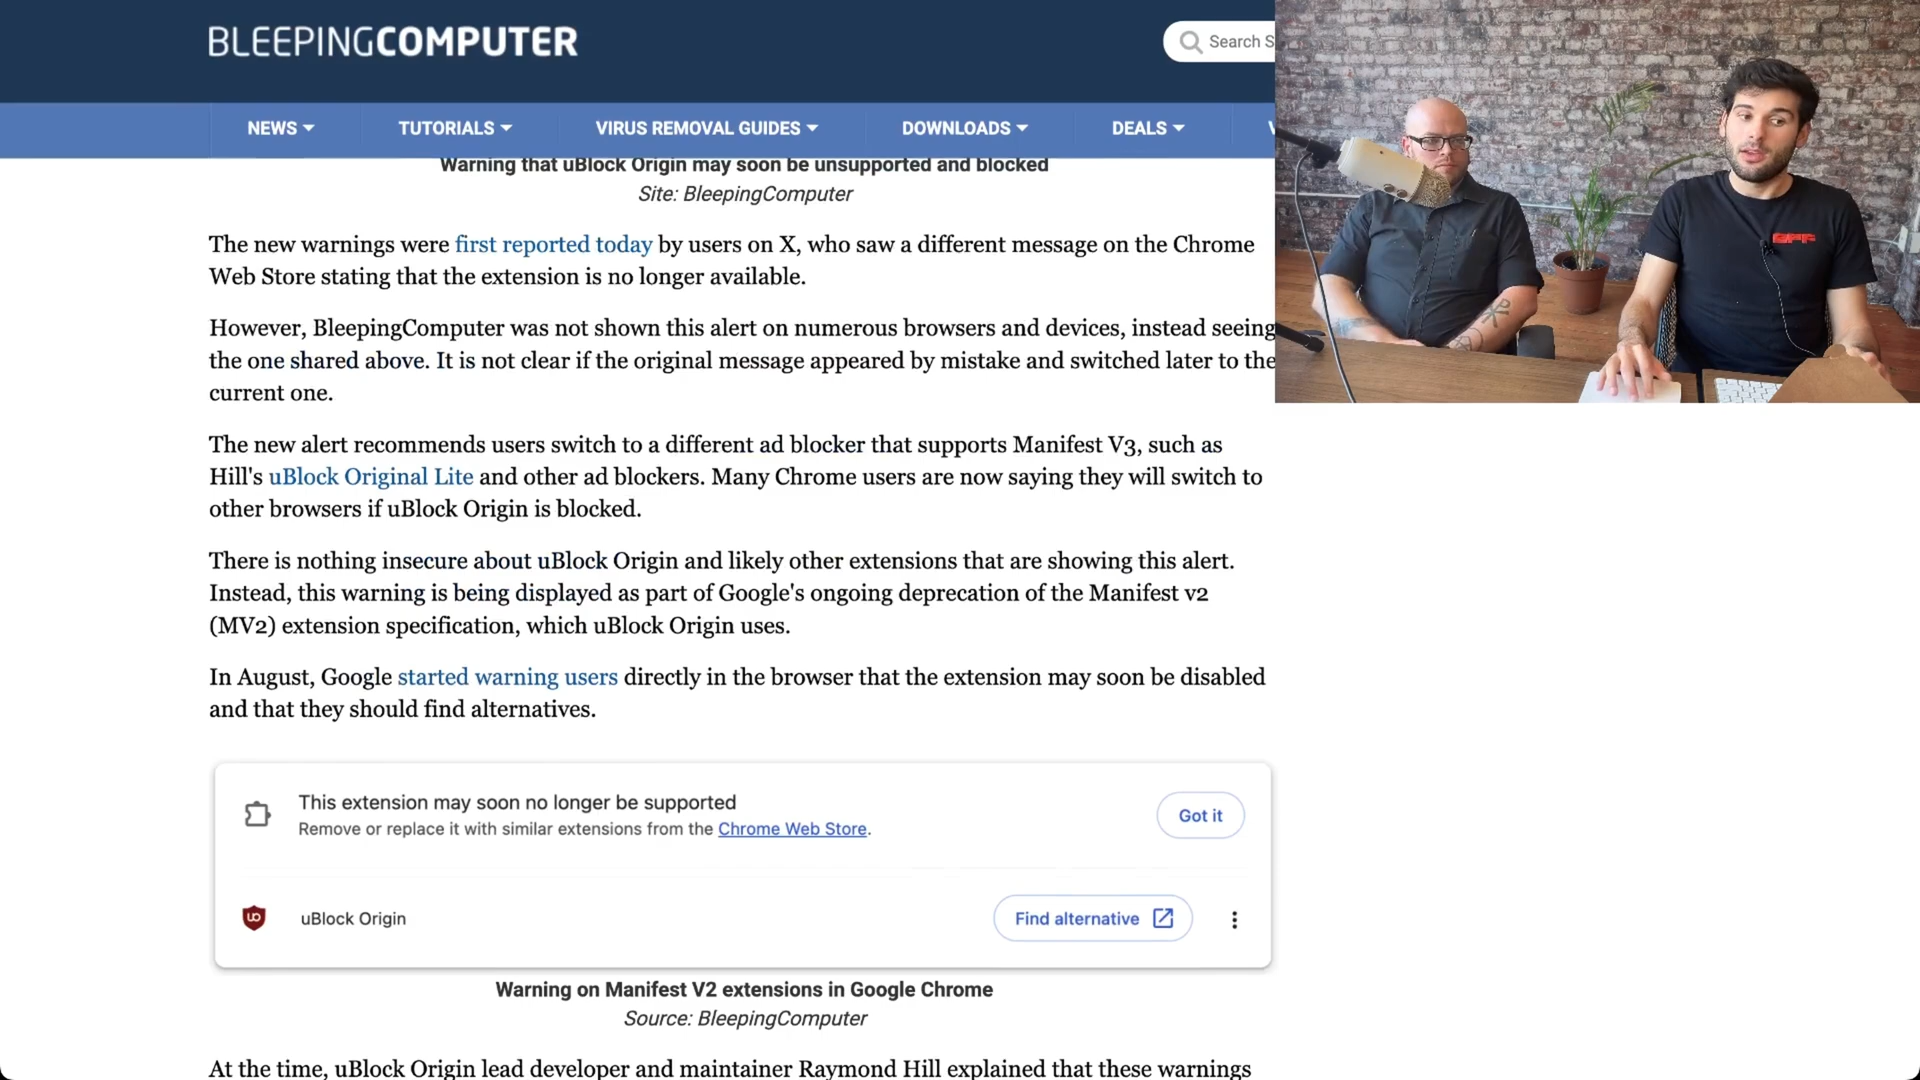 BLEEPINGCOMPUTER
Search S
NEWS
TUTORIALS
VIRUS REMOVAL GUIDES
DOWNLOADS
DEALS
Warning that uBlock Origin may soon be unsupported and blocked
Site: BleepingComputer
The new warnings were first reported today by users on X, who saw a different message on the Chrome
Web Store stating that the extension is no longer available.
However, BleepingComputer was not shown this alert on numerous browsers and devices, instead seeing
the one shared above. It is not clear if the original message appeared by mistake and switched later to the
current one.
The new alert recommends users switch to a different ad blocker that supports Manifest V3, such as
Hill's uBlock Original Lite and other ad blockers. Many Chrome users are now saying they will switch to
other browsers if uBlock Origin is blocked.
There is nothing insecure about uBlock Origin and likely other extensions that are showing this alert.
Instead, this warning is being displayed as part of Google's ongoing deprecation of the Manifest v2
(MV2) extension specification, which uBlock Origin uses.
In August, Google started warning users directly in the browser that the extension may soon be disabled
and that they should find alternatives.
This extension may soon no longer be supported
Remove or replace it with similar extensions from the Chrome Web Store.
Got it
uBlock Origin
Find alternative
Warning on Manifest V2 extensions in Google Chrome
Source: BleepingComputer
At the time, uBlock Origin lead developer and maintainer Raymond Hill explained that these warnings
EFF